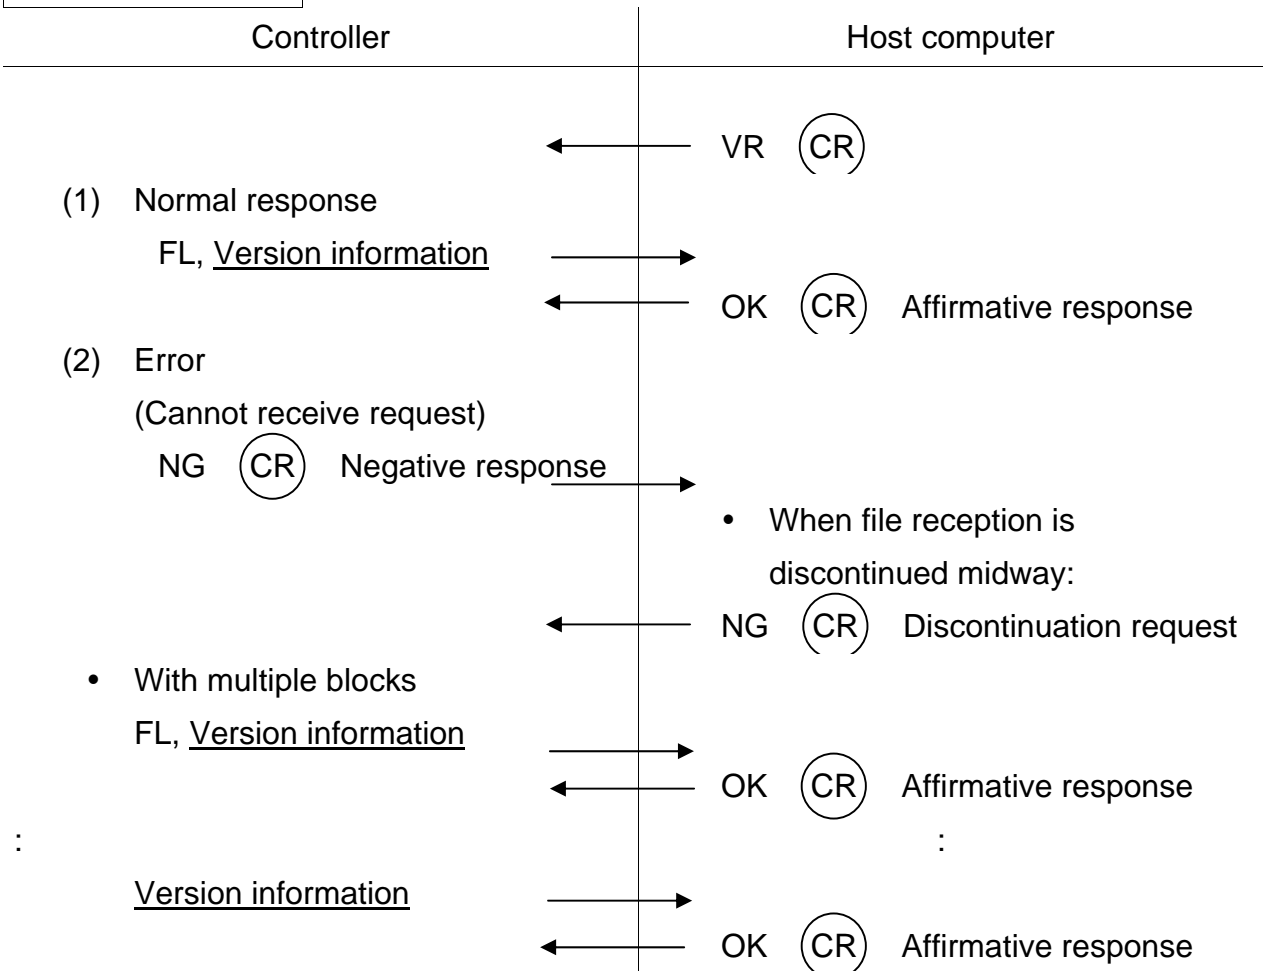 Controller Host computer
VR CR
(1) Normal response
FL, Version information
OK CR Affirmative response
(2) Error
(Cannot receive request)
NG CR Negative response
• When file reception is
discontinued midway:
NG CR Discontinuation request
• With multiple blocks
FL, Version information
OK CR Affirmative response
: :
Version information
OK CR Affirmative response